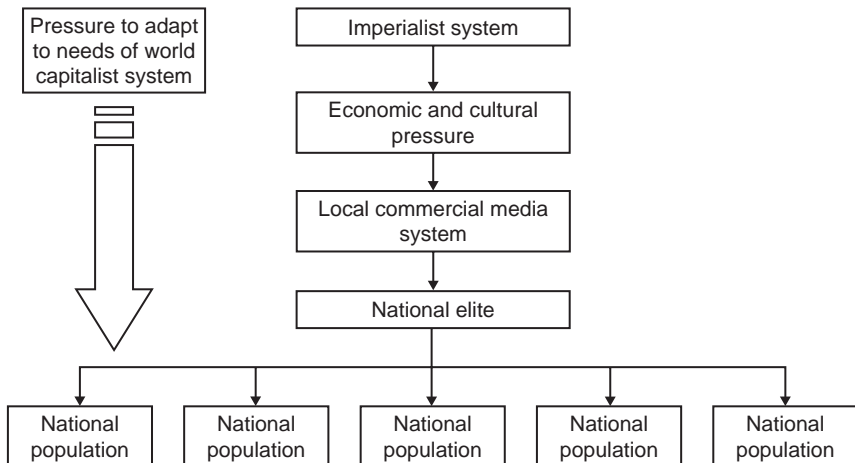 Pressure to adapt
to needs of world
capitalist system
Imperialist system
Economic and cultural
pressure
Local commercial media
system
National elite
National
population
National
population
National
population
National
population
National
population